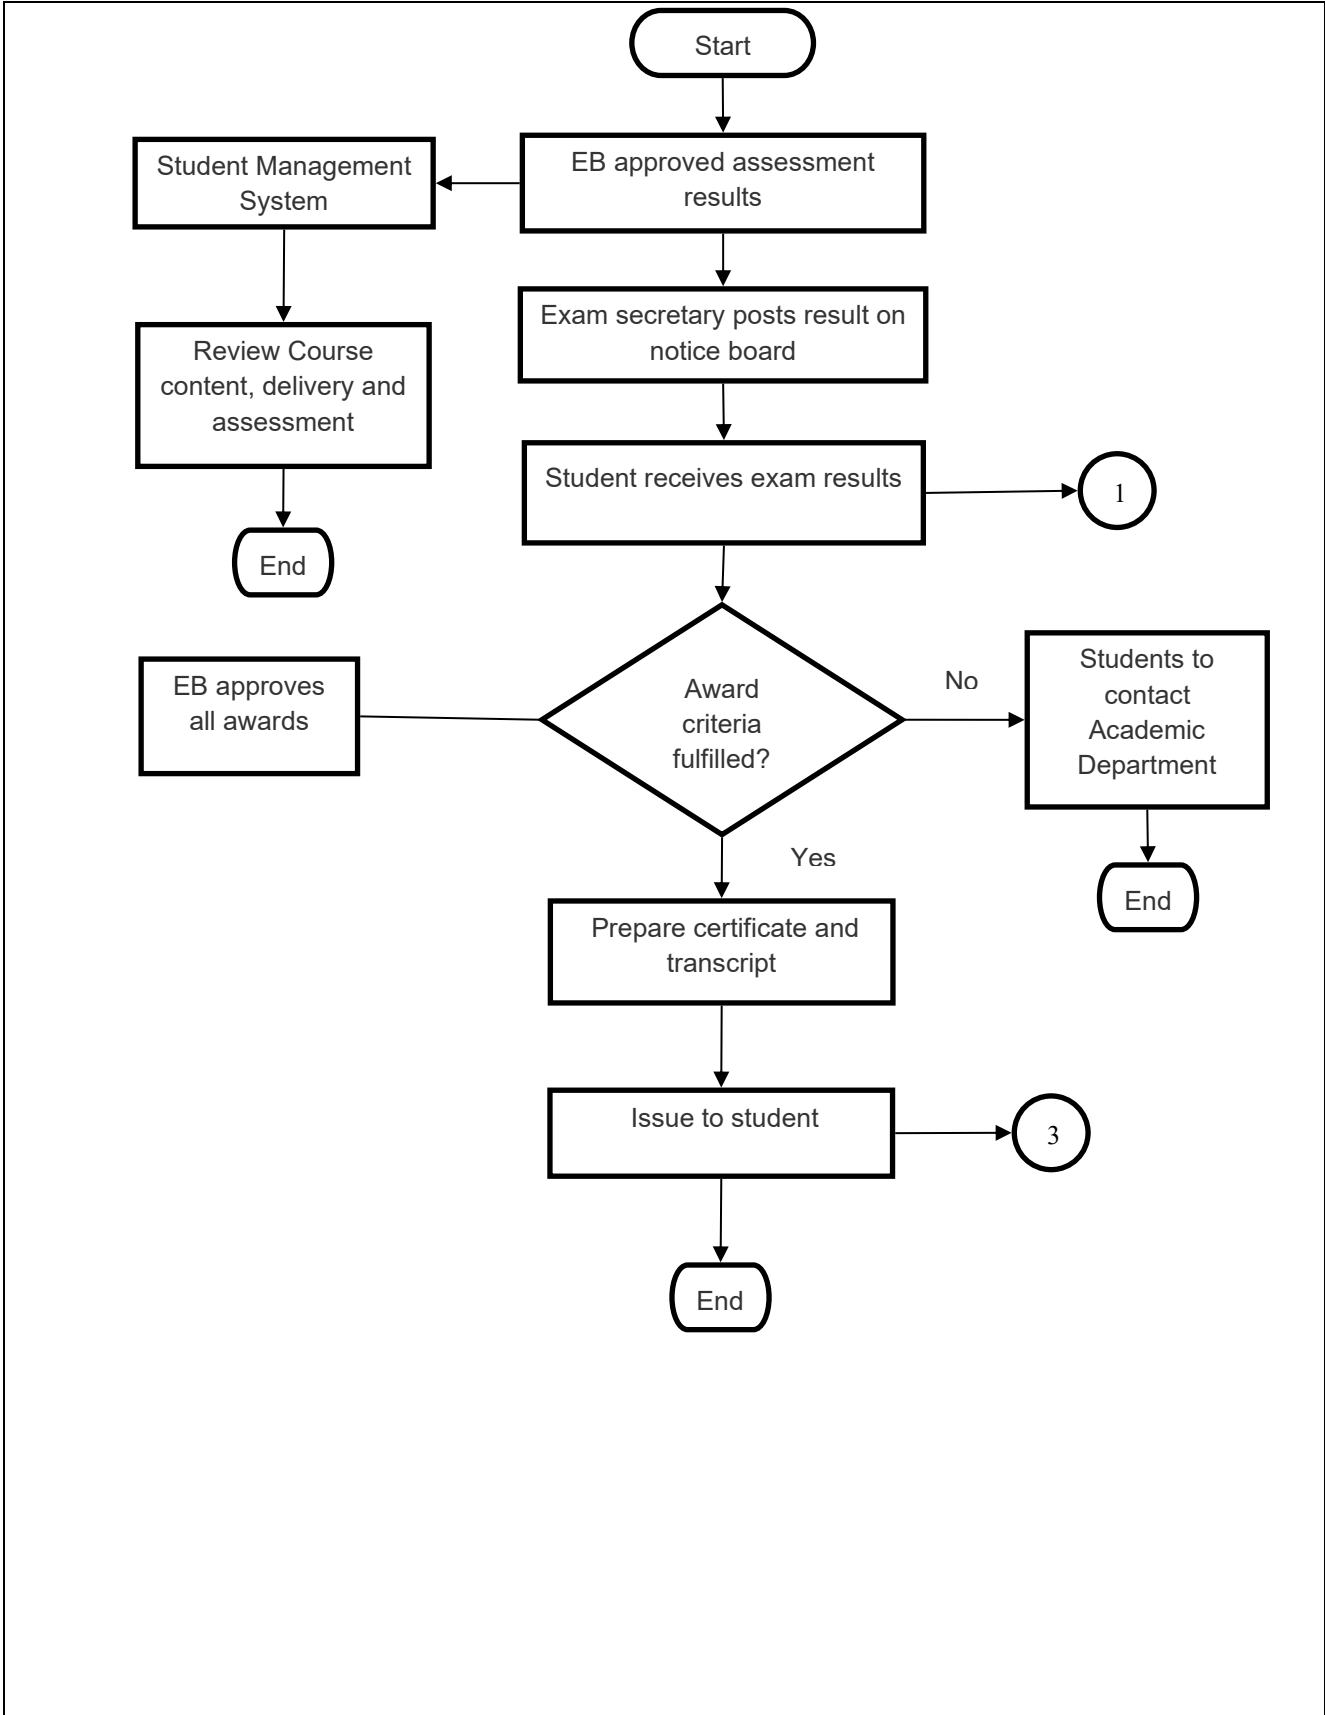 Start
EB approved assessment
results
Student Management
System
Exam secretary posts result on
notice board
Review Course
content, delivery and
assessment
Student receives exam results
1
End
EB approves
all awards
Award
criteria
fulfilled?
No
Students to
contact
Academic
Department
Yes
End
Prepare certificate and
transcript
Issue to student
3
End